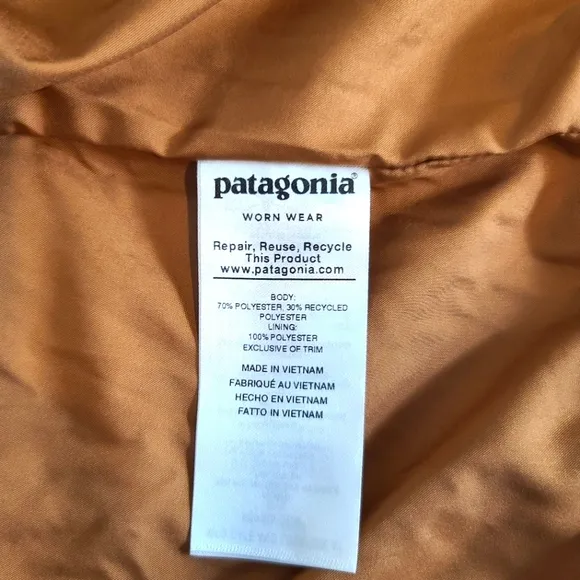 patagonia®
WORN WEAR
Repair, Reuse, Recycle
This Product
www.patagonia.com
BODY:
70% POLYESTER, 30% RECYCLED
POLYESTER
LINING:
100% POLYESTER
EXCLUSIVE OF TRIM
MADE IN VIETNAM
FABRIQUÉ AU VIETNAM
HECHO EN VIETNAM
FATTO IN VIETNAM